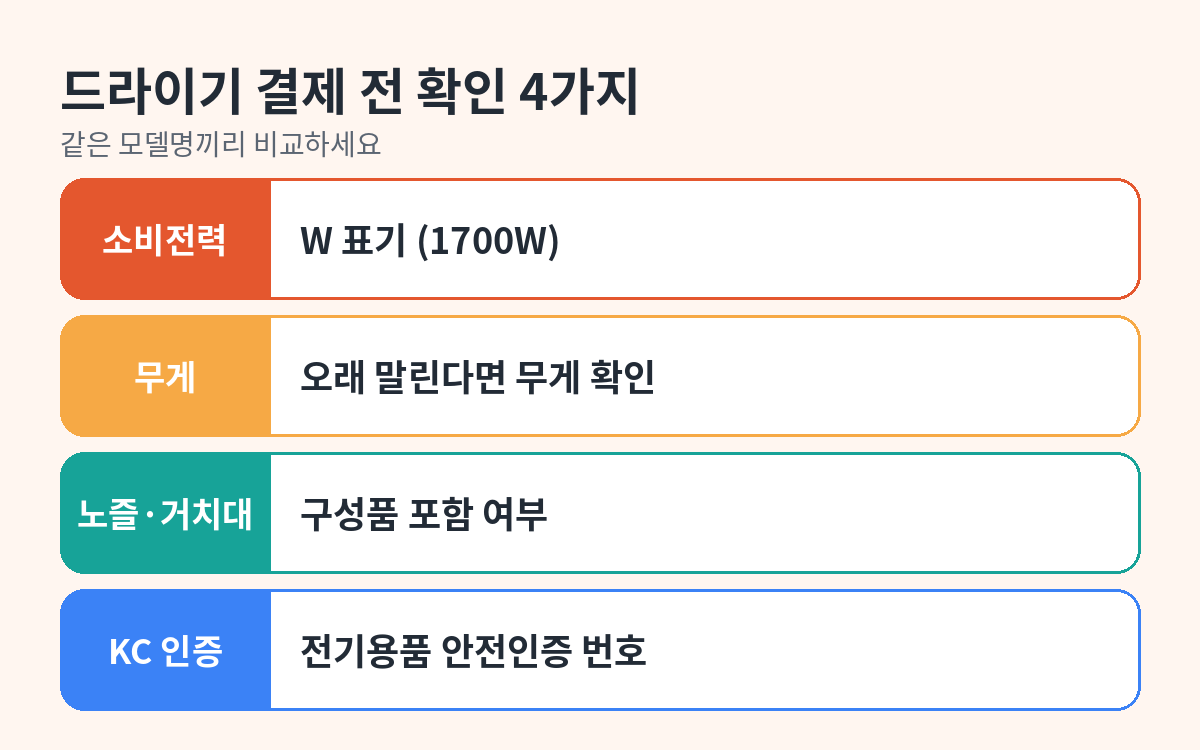 드라이기 결제 전 확인 4가지
같은 모델명끼리 비교하세요
소비전력
W 표기 (1700W)
무게
오래 말린다면 무게 확인
노즐·거치대
구성품 포함 여부
KC 인증
전기용품 안전인증 번호